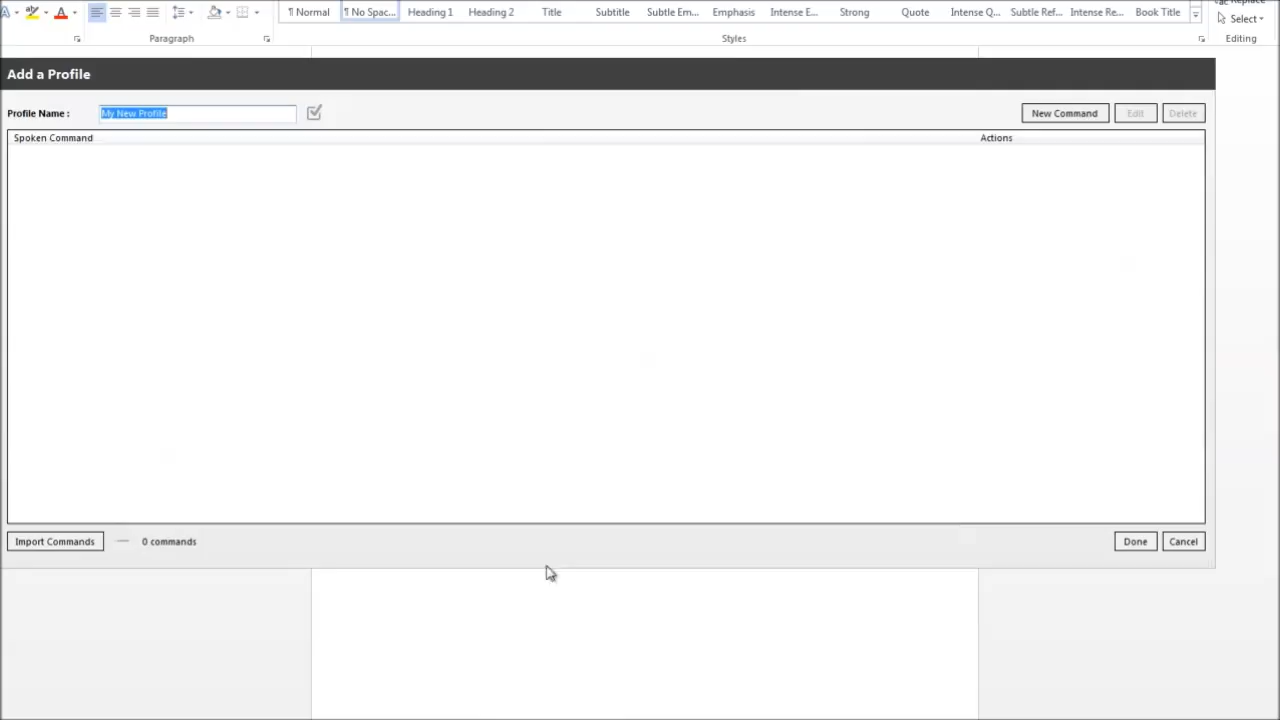 ¶ Normal ¶ No Spac... Heading 1 Heading 2 Title Subtitle Subtle Em... Emphasis Intense E... Strong Quote Intense Q... Subtle Ref... Intense Re... Book Title
Replace
Select
Paragraph Styles Editing
Add a Profile
Profile Name : My New Profile New Command Edit Delete
Spoken Command Actions
Import Commands 0 commands Done Cancel